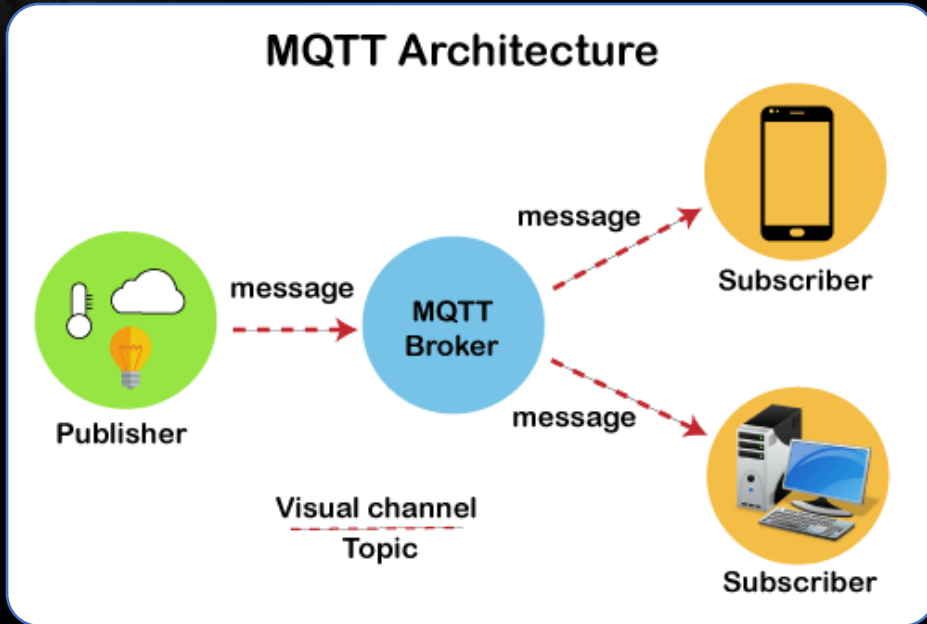 MQTT Architecture
message
Subscriber
message
MQTT
Broker
Publisher
message
Visual channel
Topic
Subscriber